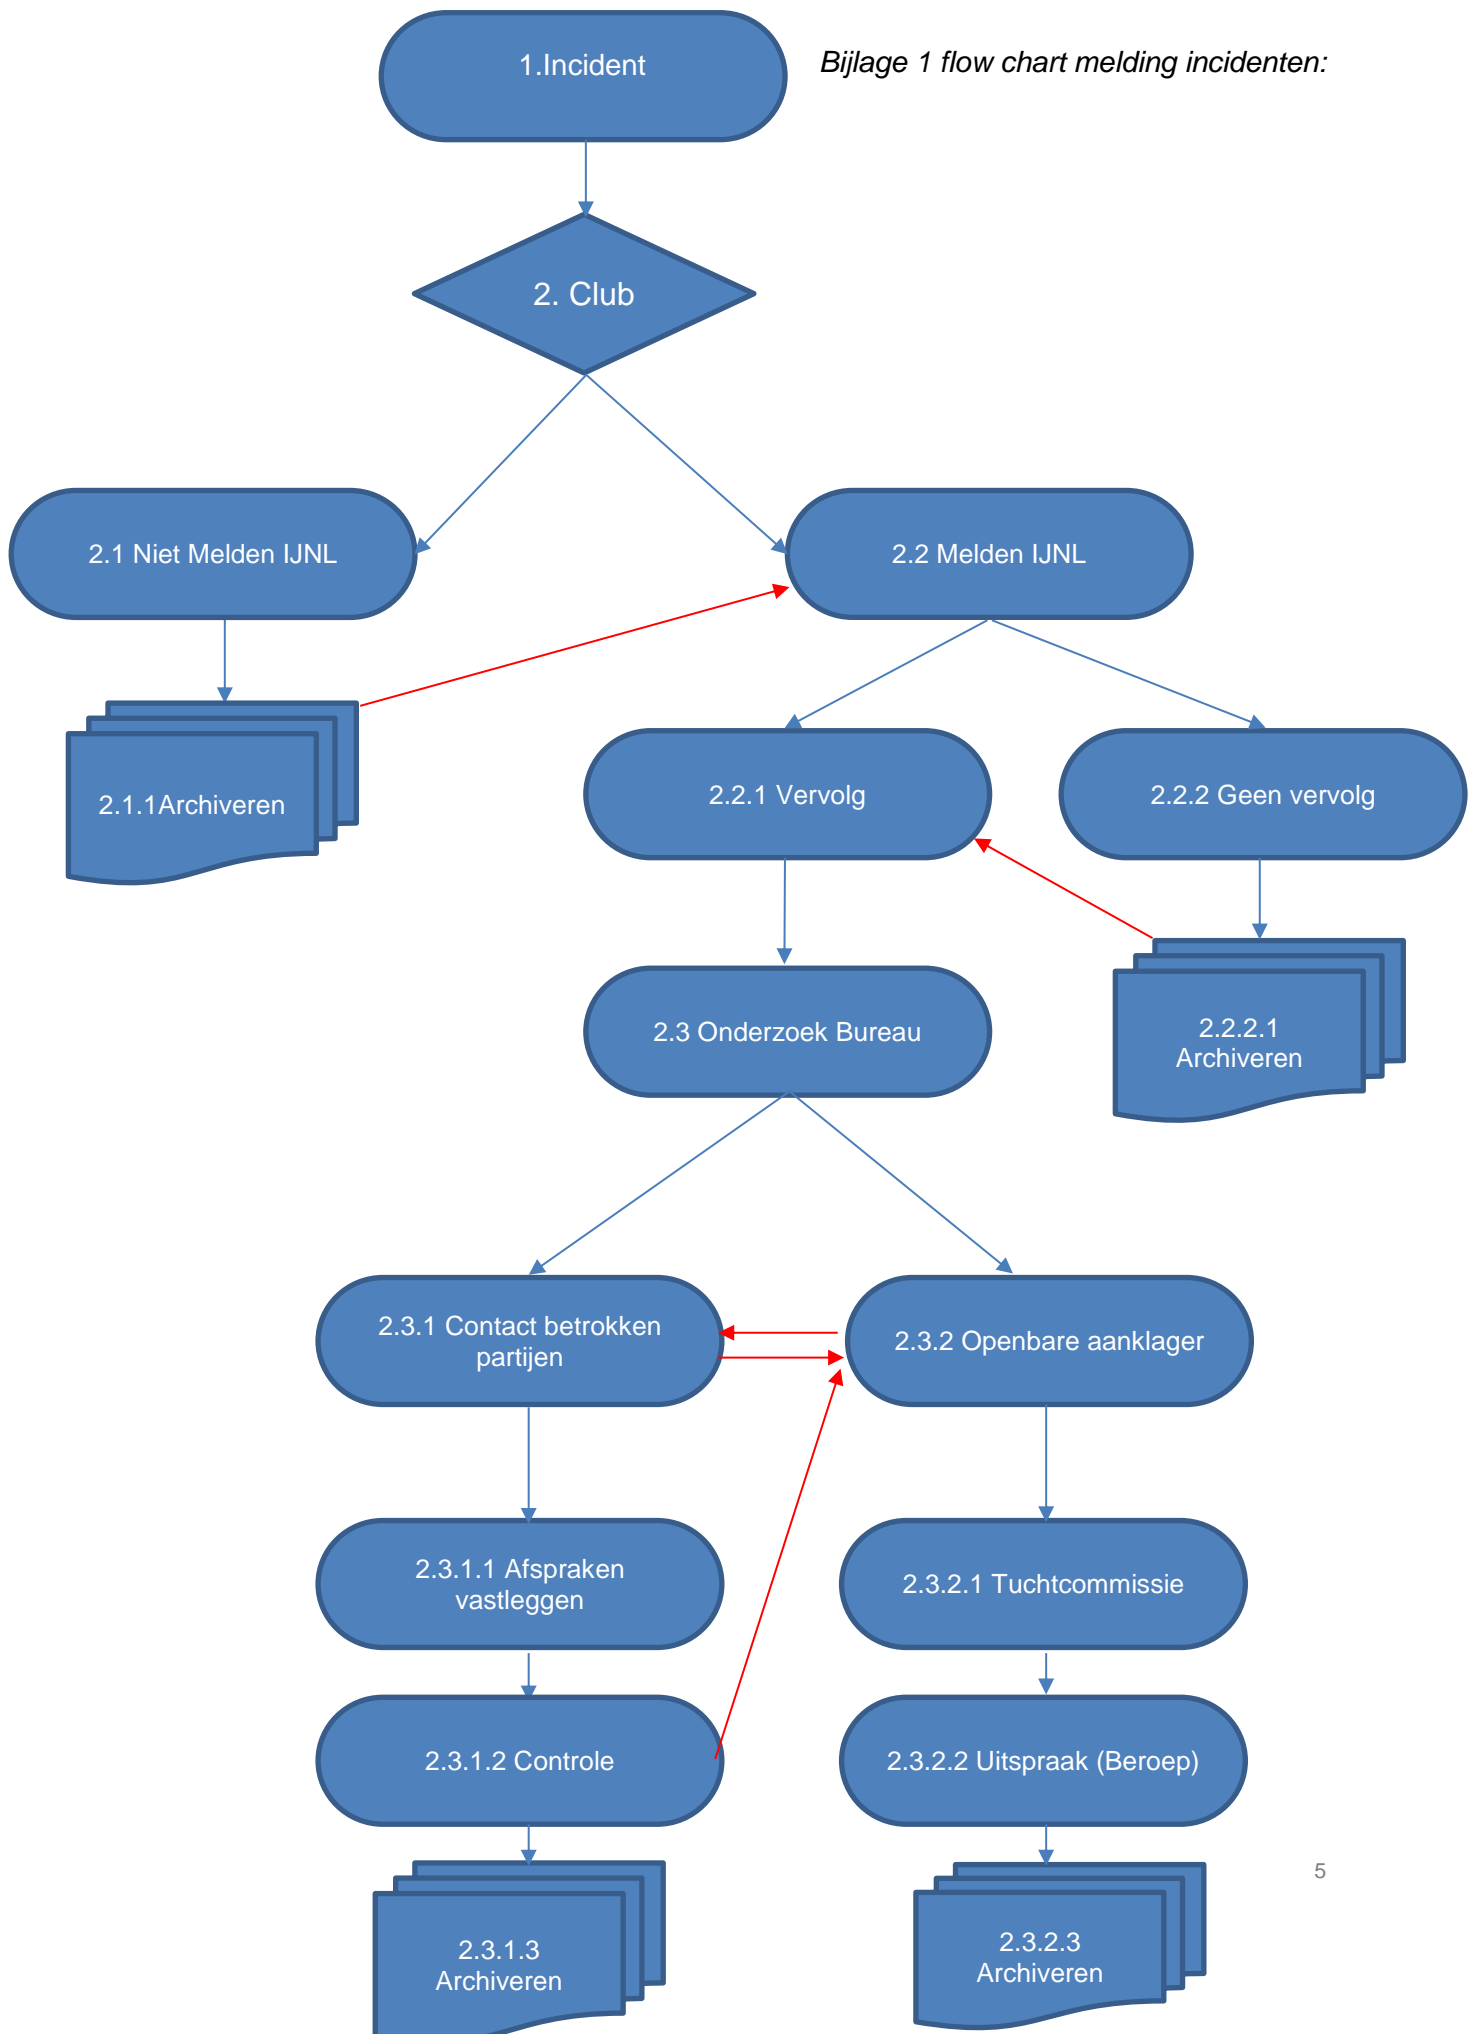 1.Incident
Bijlage 1 flow chart melding incidenten:
2. Club
2.1 Niet Melden IJNL
2.2 Melden IJNL
2.1.1Archiveren
2.2.1 Vervolg
2.2.2 Geen vervolg
2.3 Onderzoek Bureau
2.2.2.1
Archiveren
2.3.1 Contact betrokken
partijen
2.3.2 Openbare aanklager
2.3.1.1 Afspraken
vastleggen
2.3.2.1 Tuchtcommissie
2.3.1.2 Controle
2.3.2.2 Uitspraak (Beroep)
5
2.3.1.3
Archiveren
2.3.2.3
Archiveren